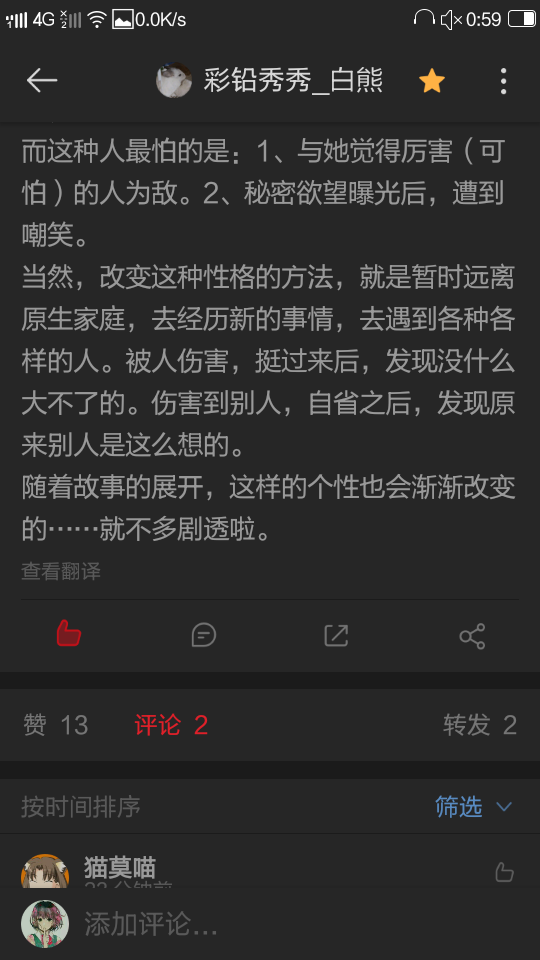 4G
0.0K/s
0:59
彩铅秀秀_白熊
而这种人最怕的是：1、与她觉得厉害（可
怕）的人为敌。2、秘密欲望曝光后，遭到
嘲笑。
当然，改变这种性格的方法，就是暂时远离
原生家庭，去经历新的事情，去遇到各种各
样的人。被人伤害，挺过来后，发现没什么
大不了的。伤害到别人，自省之后，发现原
来别人是这么想的。
随着故事的展开，这样的个性也会渐渐改变
的……就不多剧透啦。
查看翻译
赞 13
评论 2
转发 2
按时间排序
筛选
猫莫喵
添加评论…